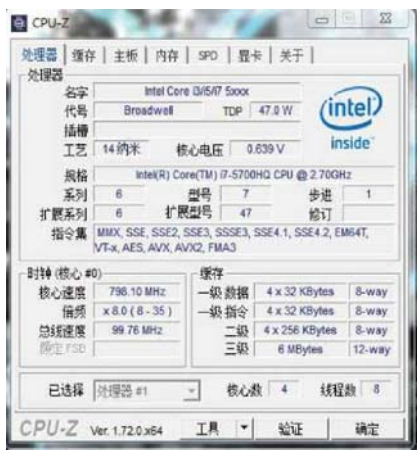 CPU-Z
处理器 缓存 主板 内存 SPD 显卡 关于
处理器
名字 Intel Core i3/i5/i7 5xxx
代号 Broadwell TDP 47.0 W
插槽
工艺 14 纳米 核心电压 0.639 V
intel inside
规格 Intel(R) Core(TM) i7-5700HQ CPU @ 2.70GHz
系列 6 型号 7 步进 1
扩展系列 6 扩展型号 47 修订
指令集 MMX, SSE, SSE2, SSE3, SSSE3, SSE4.1, SSE4.2, EM64T,
VT-x, AES, AVX, AVX2, FMA3
时钟 (核心 #0) 缓存
核心速度 798.10 MHz 一级 数据 4 x 32 KBytes 8-way
倍频 x 8.0 ( 8 - 35 ) 一级 指令 4 x 32 KBytes 8-way
总线速度 99.76 MHz 二级 4 x 256 KBytes 8-way
额定 FSB 三级 6 MBytes 12-way
已选择 处理器 #1 核心数 4 线程数 8
CPU-Z Ver. 1.72.0.x64 工具 验证 确定